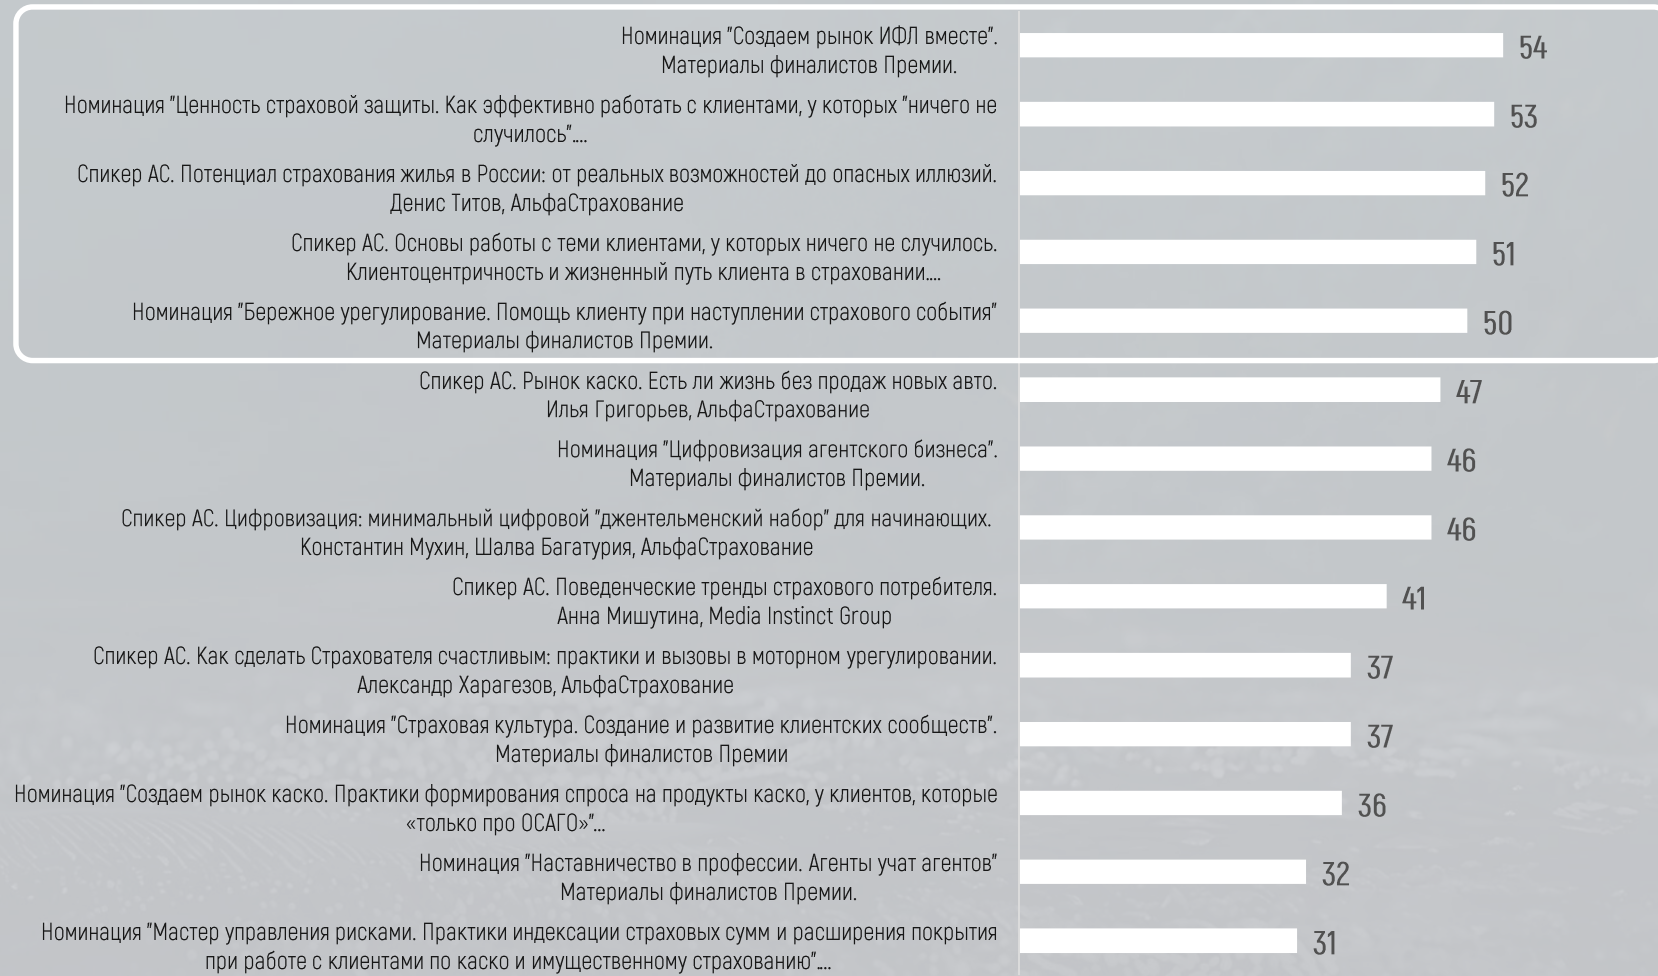 Номинация "Создаем рынок ИФЛ вместе".
Материалы финалистов Премии.
54
Номинация "Ценность страховой защиты. Как эффективно работать с клиентами, у которых "ничего не
случилось"....
53
Спикер АС. Потенциал страхования жилья в России: от реальных возможностей до опасных иллюзий.
Денис Титов, АльфаСтрахование
52
Спикер АС. Основы работы с теми клиентами, у которых ничего не случилось.
Клиентоцентричность и жизненный путь клиента в страховании....
51
Номинация "Бережное урегулирование. Помощь клиенту при наступлении страхового события"
Материалы финалистов Премии.
50
Спикер АС. Рынок каско. Есть ли жизнь без продаж новых авто.
Илья Григорьев, АльфаСтрахование
47
Номинация "Цифровизация агентского бизнеса".
Материалы финалистов Премии.
46
Спикер АС. Цифровизация: минимальный цифровой "джентельменский набор" для начинающих.
Константин Мухин, Шалва Багатурия, АльфаСтрахование
46
Спикер АС. Поведенческие тренды страхового потребителя.
Анна Мишутина, Media Instinct Group
41
Спикер АС. Как сделать Страхователя счастливым: практики и вызовы в моторном урегулировании.
Александр Харагезов, АльфаСтрахование
37
Номинация "Страховая культура. Создание и развитие клиентских сообществ".
Материалы финалистов Премии
37
Номинация "Создаем рынок каско. Практики формирования спроса на продукты каско, у клиентов, которые
«только про ОСАГО»"...
36
Номинация "Наставничество в профессии. Агенты учат агентов"
Материалы финалистов Премии.
32
Номинация "Мастер управления рисками. Практики индексации страховых сумм и расширения покрытия
при работе с клиентами по каско и имущественному страхованию"....
31